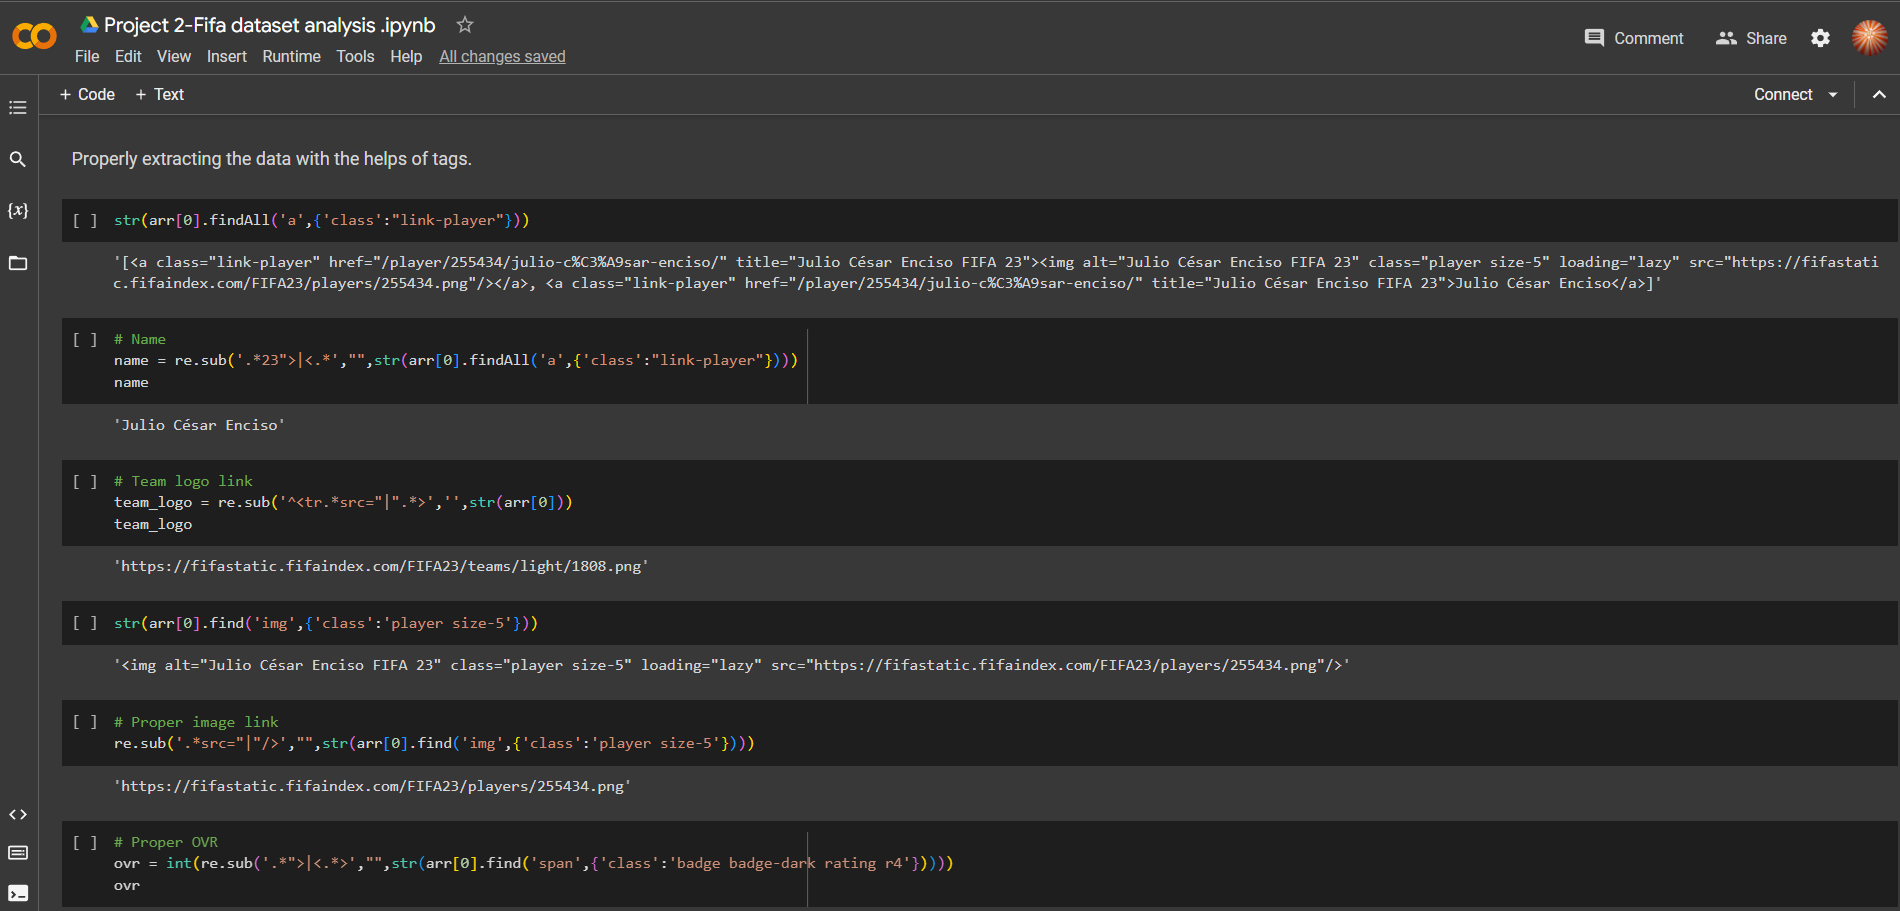 Project 2-Fifa dataset analysis .ipynb
File Edit View Insert Runtime Tools Help All changes saved
Comment Share
+ Code + Text
Connect
Properly extracting the data with the helps of tags.
{x}
[ ] str(arr[0].findAll('a',{'class':"link-player"}))
'[<a class="link-player" href="/player/255434/julio-c%C3%A9sar-enciso/" title="Julio César Enciso FIFA 23"><img alt="Julio César Enciso FIFA 23" class="player size-5" loading="lazy" src="https://fifastati
c.fifaindex.com/FIFA23/players/255434.png"/></a>, <a class="link-player" href="/player/255434/julio-c%C3%A9sar-enciso/" title="Julio César Enciso FIFA 23">Julio César Enciso</a>]'
[ ] # Name
name = re.sub('.*23">|<.*',"",str(arr[0].findAll('a',{'class':"link-player"})))
name
'Julio César Enciso'
[ ] # Team logo link
team_logo = re.sub('^<tr.*src="|".*>','',str(arr[0]))
team_logo
'https://fifastatic.fifaindex.com/FIFA23/teams/light/1808.png'
[ ] str(arr[0].find('img',{'class':'player size-5'}))
'<img alt="Julio César Enciso FIFA 23" class="player size-5" loading="lazy" src="https://fifastatic.fifaindex.com/FIFA23/players/255434.png"/>'
[ ] # Proper image link
re.sub('.*src="|"/>',"",str(arr[0].find('img',{'class':'player size-5'})))
'https://fifastatic.fifaindex.com/FIFA23/players/255434.png'
[ ] # Proper OVR
ovr = int(re.sub('.*">|<.*>',"",str(arr[0].find('span',{'class':'badge badge-dark rating r4'}))))
ovr